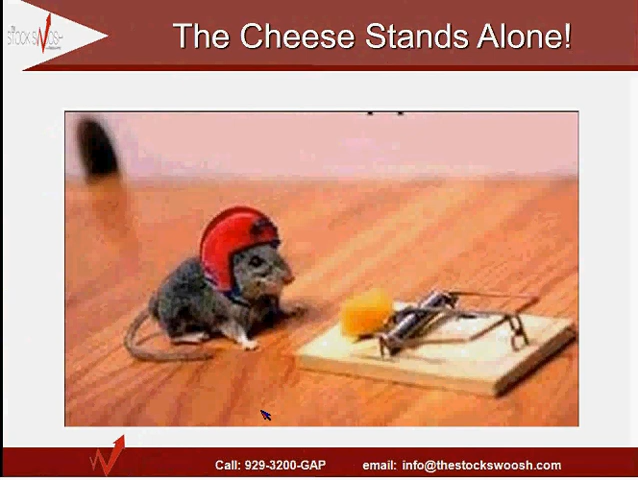 The Cheese Stands Alone!
Call: 929-3200-GAP email: info@thestockswoosh.com